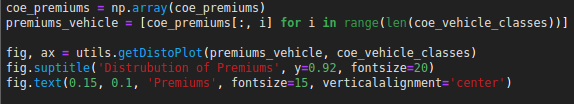 coe_premiums = np.array(coe_premiums)
premiums_vehicle = [coe_premiums[:, i] for i in range(len(coe_vehicle_classes))]
fig, ax = utils.getDistoPlot(premiums_vehicle, coe_vehicle_classes)
fig.suptitle('Distrubution of Premiums', y=0.92, fontsize=20)
fig.text(0.15, 0.1, 'Premiums', fontsize=15, verticalalignment='center')